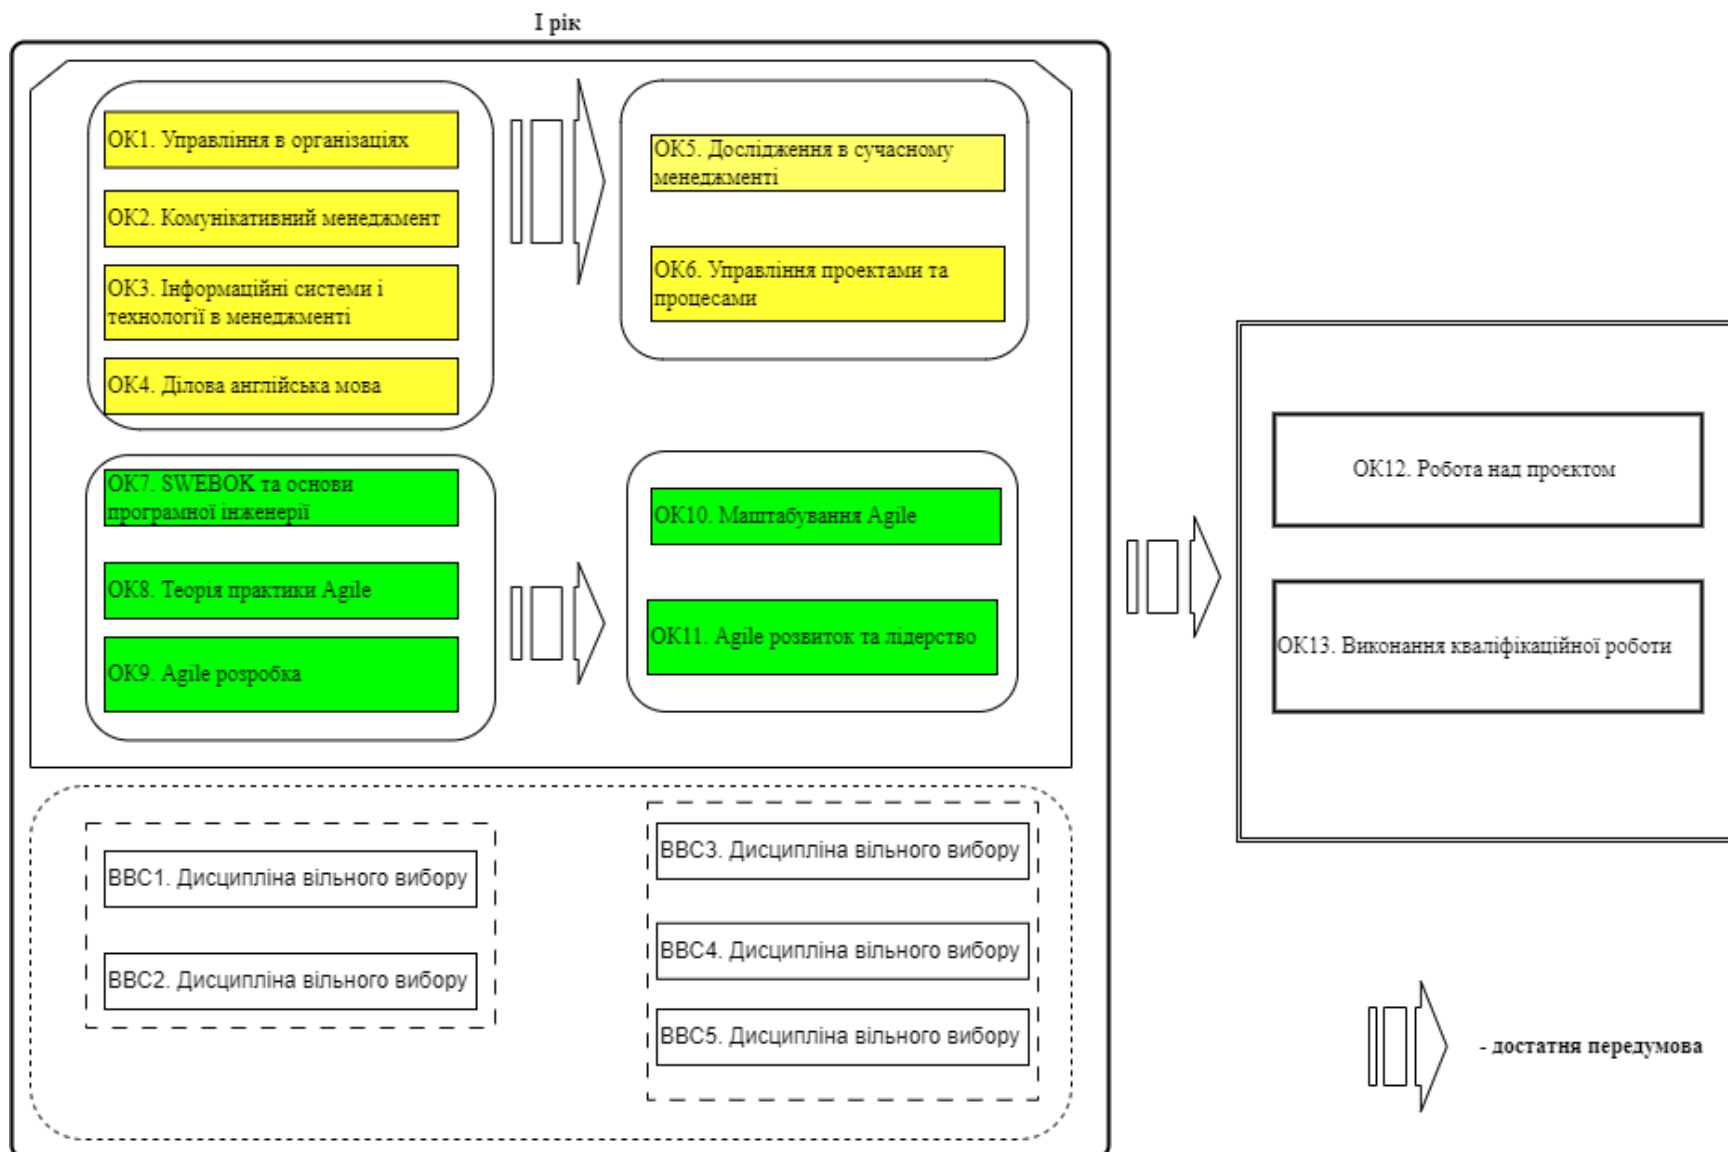 І рік
ОК1. Управління в організаціях
ОК2. Комунікативний менеджмент
ОК3. Інформаційні системи і
технології в менеджменті
ОК4. Ділова англійська мова
ОК5. Дослідження в сучасному
менеджменті
ОК6. Управління проектами та
процесами
ОК7. SWEBOK та основи
програмної інженерії
ОК8. Теорія практики Agile
ОК9. Agile розробка
ОК10. Маштабування Agile
ОК11. Agile розвиток та лідерство
ВВС1. Дисципліна вільного вибору
ВВС2. Дисципліна вільного вибору
ВВС3. Дисципліна вільного вибору
ВВС4. Дисципліна вільного вибору
ВВС5. Дисципліна вільного вибору
ОК12. Робота над проєктом
ОК13. Виконання кваліфікаційної роботи
- достатня передумова